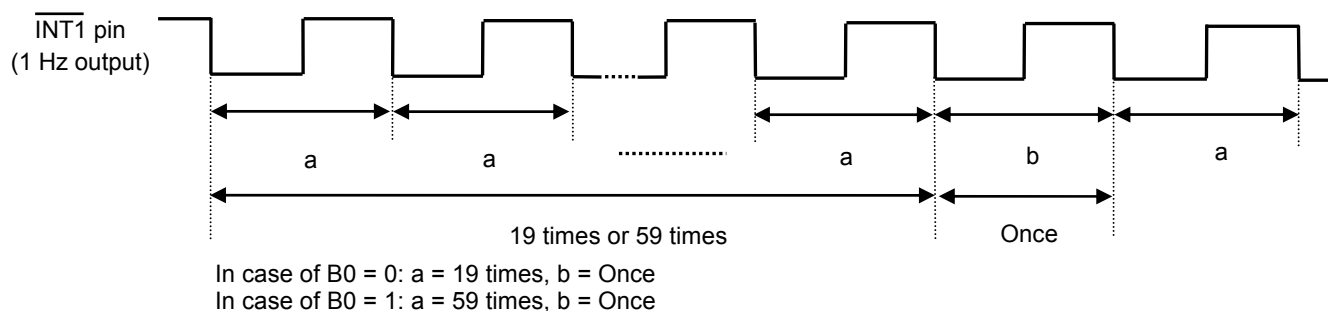 INT1 pin
(1 Hz output)
a a a b a
19 times or 59 times Once
In case of B0 = 0: a = 19 times, b = Once
In case of B0 = 1: a = 59 times, b = Once